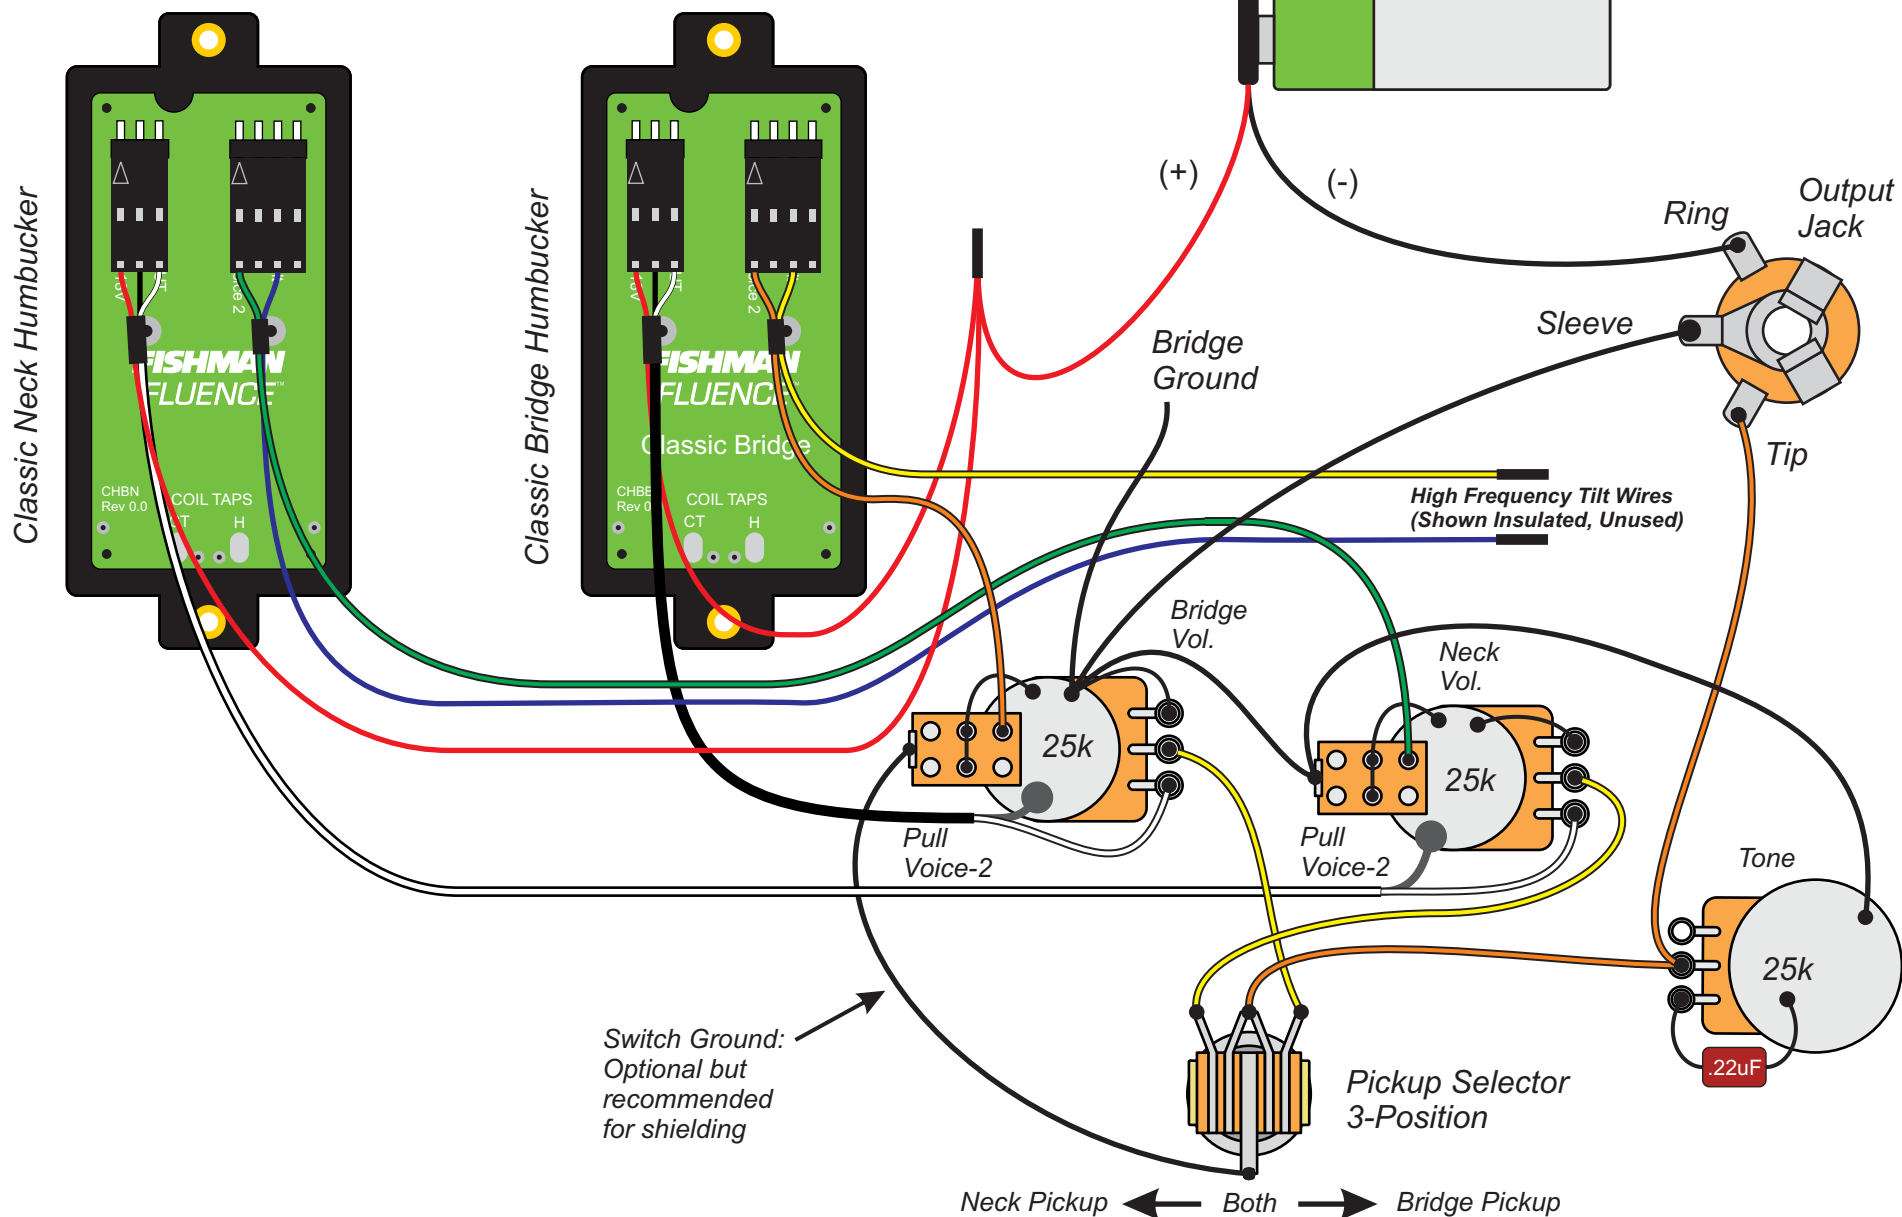 Classic Neck Humbucker
FISHMAN
FLUENCE™
CHBN
Rev 0.0
COIL TAPS
H
Classic Bridge Humbucker
FISHMAN
FLUENCE™
Classic Bridge
COIL TAPS
CT
H
(+)
(-)
Ring
Output
Jack
Sleeve
Tip
Bridge
Ground
High Frequency Tilt Wires
(Shown Insulated, Unused)
Bridge
Vol.
Neck
Vol.
25k
25k
Pull
Voice-2
Pull
Voice-2
Tone
25k
.22uF
Switch Ground:
Optional but
recommended
for shielding
Pickup Selector
3-Position
Neck Pickup
Both
Bridge Pickup